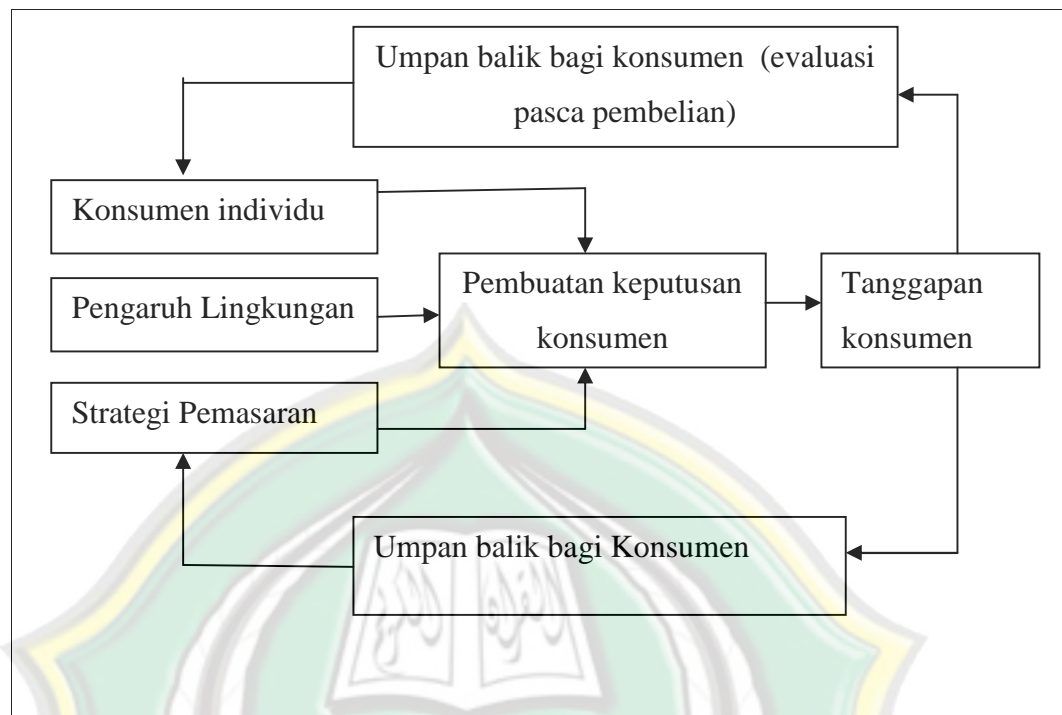 Umpan balik bagi konsumen (evaluasi
pasca pembelian)
Konsumen individu
Pengaruh Lingkungan
Pembuatan keputusan
konsumen
Tanggapan
konsumen
Strategi Pemasaran
Umpan balik bagi Konsumen